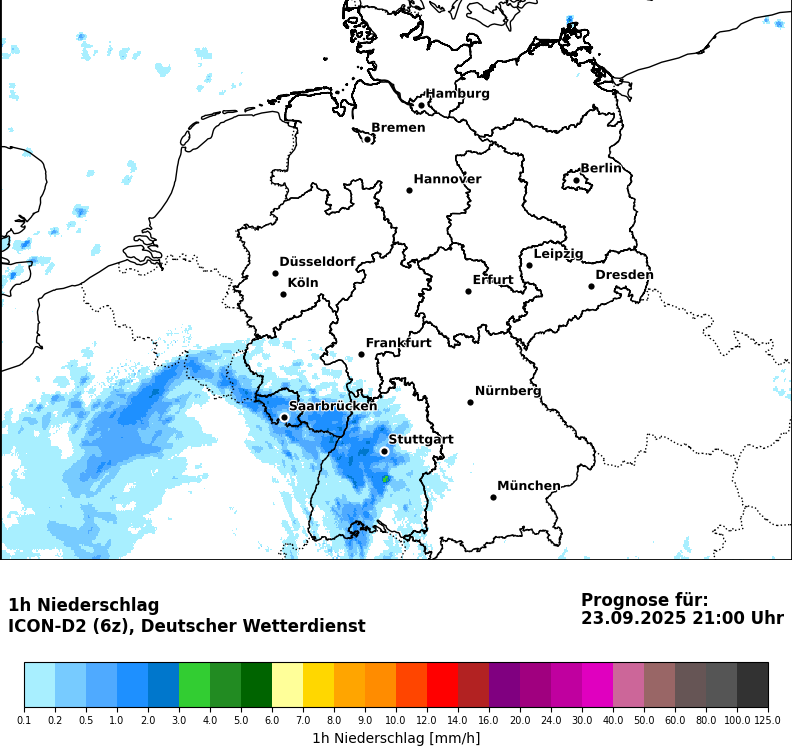 Hamburg
Bremen
Hannover
Berlin
Düsseldorf
Köln
Leipzig
Erfurt
Dresden
Frankfurt
Nürnberg
Saarbrücken
Stuttgart
München
1h Niederschlag
ICON-D2 (6z), Deutscher Wetterdienst
Prognose für:
23.09.2025 21:00 Uhr
0.1 0.2 0.5 1.0 2.0 3.0 4.0 5.0 6.0 7.0 8.0 9.0 10.0 12.0 14.0 16.0 20.0 24.0 30.0 40.0 50.0 60.0 80.0 100.0 125.0
1h Niederschlag [mm/h]